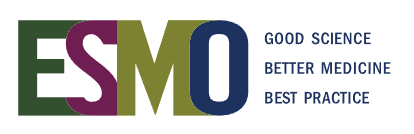 ESMO
GOOD SCIENCE
BETTER MEDICINE
BEST PRACTICE